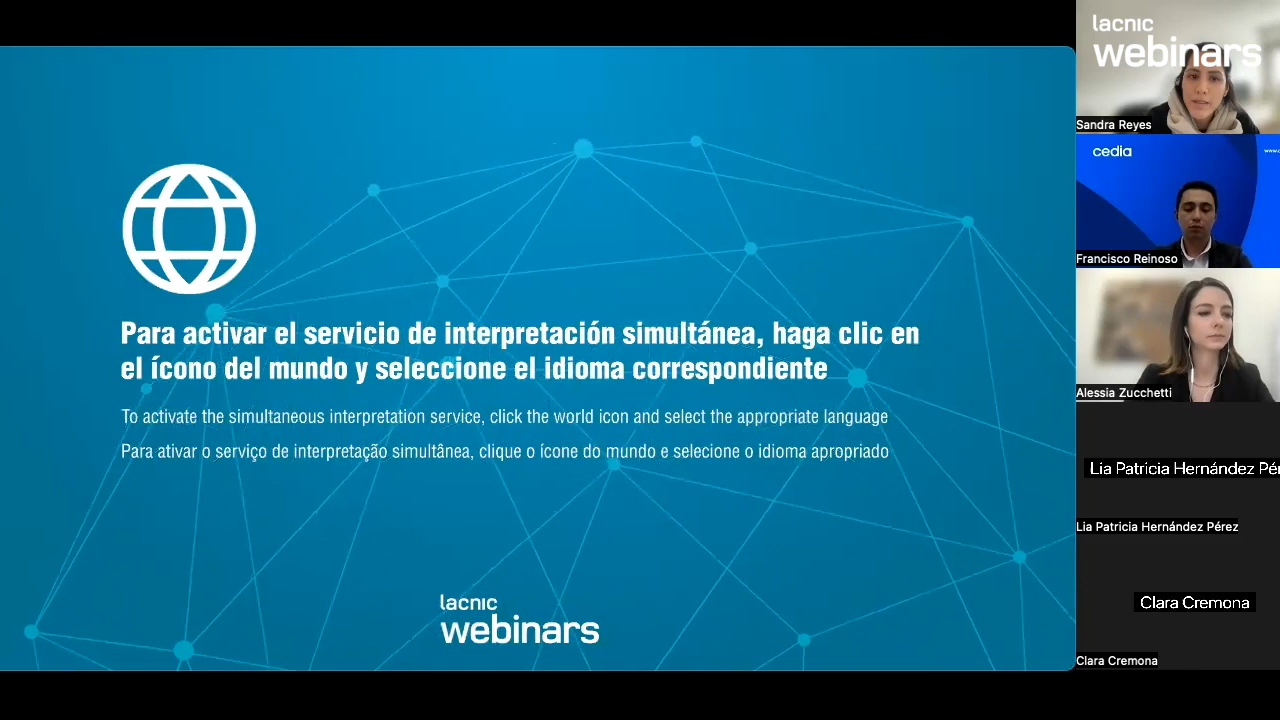 Para activar el servicio de interpretación simultánea, haga clic en
el ícono del mundo y seleccione el idioma correspondiente
To activate the simultaneous interpretation service, click the world icon and select the appropriate language
Para ativar o serviço de interpretação simultânea, clique o ícone do mundo e selecione o idioma apropriado
lacnic
webinars
lacnic
webinars
Sandra Reyes
cedia
Francisco Reinoso
Alessia Zucchetti
Lia Patricia Hernández
Lia Patricia Hernández Pérez
Clara Cremona
Clara Cremona